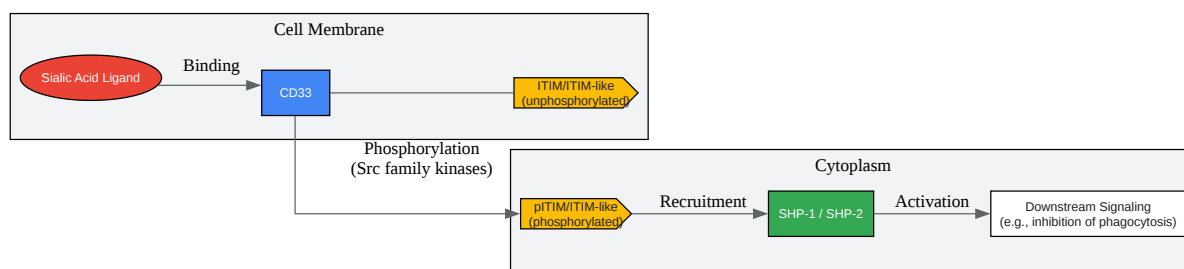 Cell Membrane
Sialic Acid Ligand
Binding
CD33
ITIM/ITIM-like
(unphosphorylated)
Phosphorylation
(Src family kinases)
Cytoplasm
pITIM/ITIM-like
(phosphorylated)
Recruitment
SHP-1 / SHP-2
Activation
Downstream Signaling
(e.g., inhibition of phagocytosis)